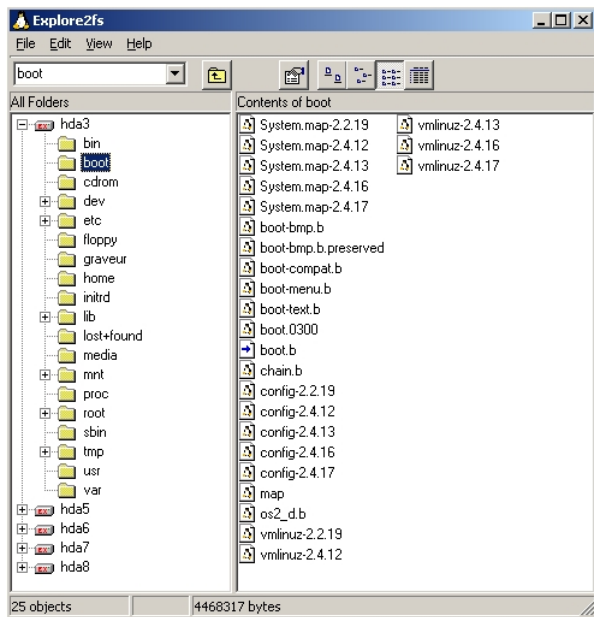 Explore2fs
File Edit View Help
boot
All Folders
Contents of boot
hda3
bin
boot
cdrom
dev
etc
floppy
graveur
home
initrd
lib
lost+found
media
mnt
proc
root
sbin
tmp
usr
var
hda5
hda6
hda7
hda8
System.map-2.2.19
System.map-2.4.12
System.map-2.4.13
System.map-2.4.16
System.map-2.4.17
boot-bmp.b
boot-bmp.b.preserved
boot-compat.b
boot-menu.b
boot-text.b
boot.0300
boot.b
chain.b
config-2.2.19
config-2.4.12
config-2.4.13
config-2.4.16
config-2.4.17
map
os2_d.b
vmlinuz-2.2.19
vmlinuz-2.4.12
vmlinuz-2.4.13
vmlinuz-2.4.16
vmlinuz-2.4.17
25 objects
4468317 bytes